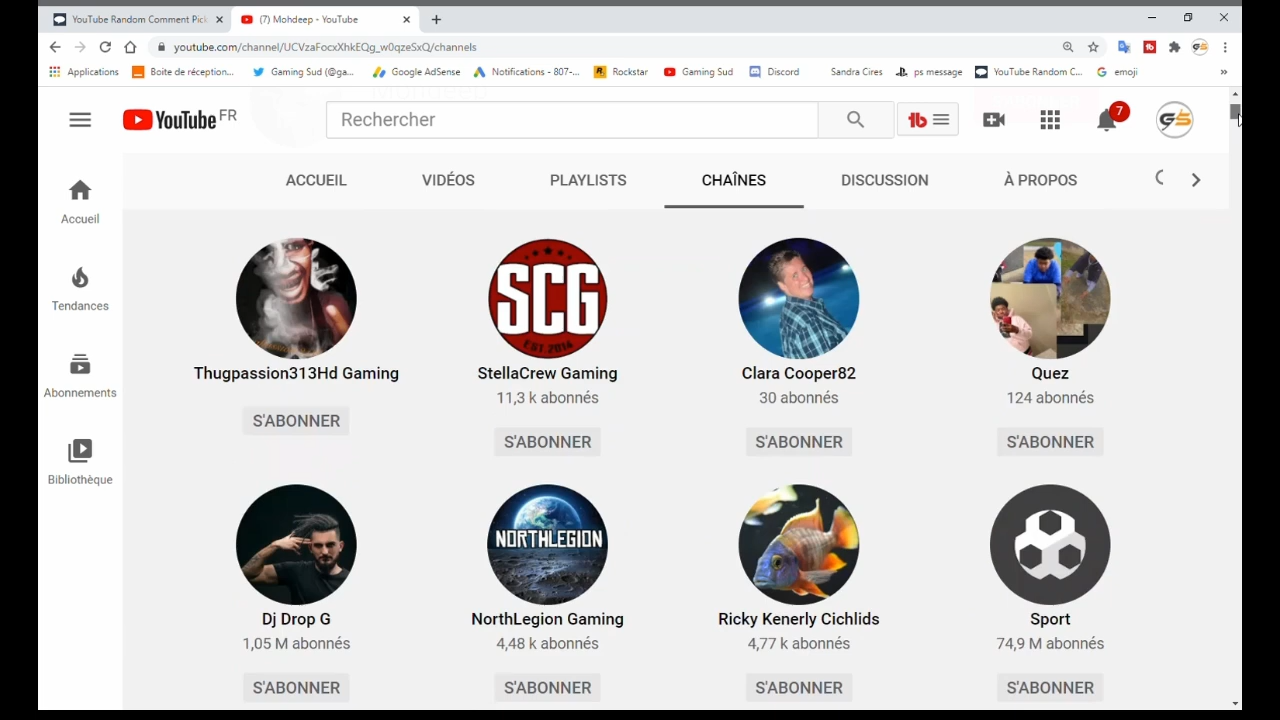 YouTube Random Comment Pick
(7) Mohdeep - YouTube
youtube.com/channel/UCVzaFocxXhkEQg_w0qzeSxQ/channels
Applications
Boite de réception...
Gaming Sud (@ga...
Google AdSense
Notifications - 807-...
Rockstar
Gaming Sud
Discord
Sandra Cires
ps message
YouTube Random C...
emoji
YouTube FR
Rechercher
7
GS
ACCUEIL VIDÉOS PLAYLISTS CHAÎNES DISCUSSION À PROPOS
Accueil
Tendances
Abonnements
Bibliothèque
SCG
EST.2014
Thugpassion313Hd Gaming
S'ABONNER
StellaCrew Gaming
11,3 k abonnés
S'ABONNER
Clara Cooper82
30 abonnés
S'ABONNER
Quez
124 abonnés
S'ABONNER
NORTHLEGION
Dj Drop G
1,05 M abonnés
S'ABONNER
NorthLegion Gaming
4,48 k abonnés
S'ABONNER
Ricky Kenerly Cichlids
4,77 k abonnés
S'ABONNER
Sport
74,9 M abonnés
S'ABONNER